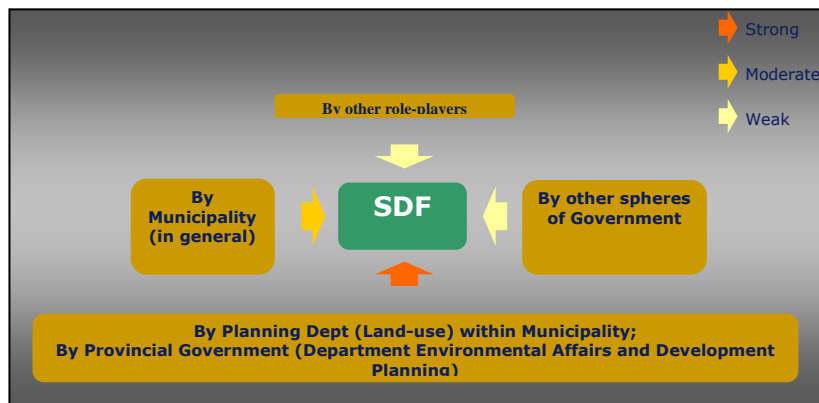 Strong
Moderate
Weak
By other role-players
By
Municipality
(in general)
SDF
By other spheres
of Government
By Planning Dept (Land-use) within Municipality;
By Provincial Government (Department Environmental Affairs and Development
Planning)